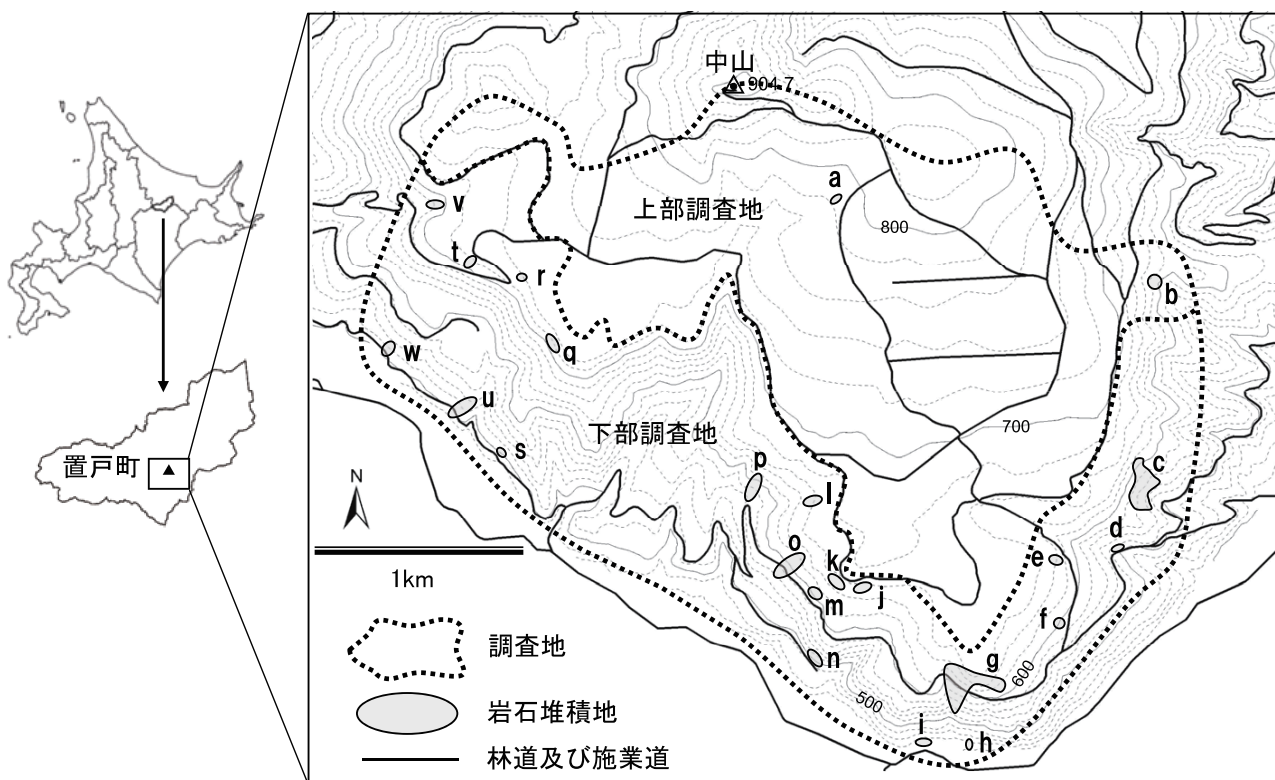 中山
904.7
a
上部調査地
v
800
t
r
b
w
q
u
下部調査地
700
置戸町
s
c
p
l
N
d
o
e
k
1km
m
j
f
調査地
n
g
600
500
岩石堆積地
i
h
林道及び施業道